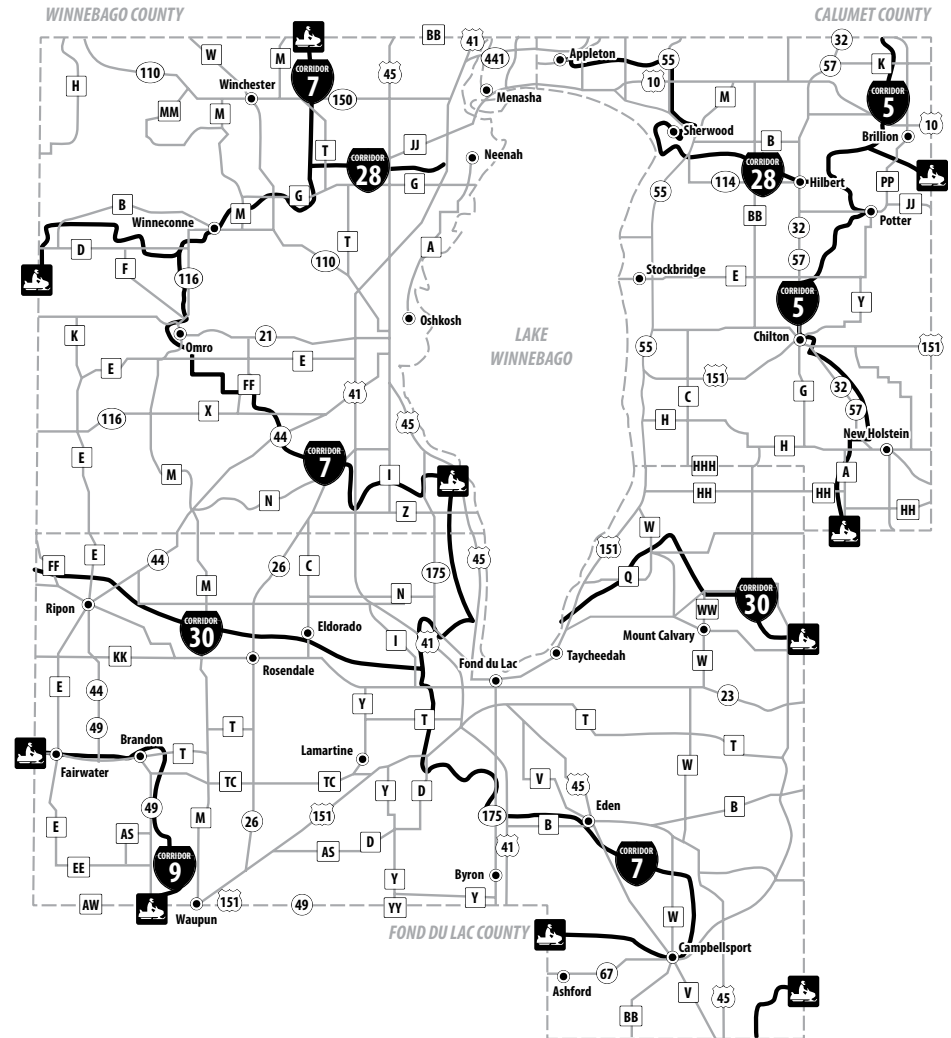 WINNEBAGO COUNTY
CALUMET COUNTY
BB
41
32
W
M
441
Appleton
55
57
H
110
CORRIDOR
7
45
10
K
Winchester
150
Menasha
M
CORRIDOR
5
MM
M
Sherwood
10
Brillion
T
JJ
B
Neenah
CORRIDOR
28
G
G
114
CORRIDOR
28
Hilbert
PP
B
M
55
BB
JJ
Potter
Winneconne
T
A
32
D
110
F
57
116
Stockbridge
E
CORRIDOR
5
Y
Oshkosh
LAKE
WINNEBAGO
K
21
Chilton
151
Omro
55
E
E
151
FF
41
C
G
32
X
57
116
45
H
44
New Holstein
H
E
CORRIDOR
7
M
I
HHH
A
N
HH
HH
HH
Z
W
E
44
151
FF
26
C
175
45
Q
M
N
CORRIDOR
30
Ripon
WW
CORRIDOR
30
Eldorado
I
41
Mount Calvary
KK
Fond du Lac
Taycheedah
W
Rosendale
E
44
23
Y
49
T
T
T
T
Brandon
T
Lamartine
W
Fairwater
TC
TC
V
45
Y
D
49
B
M
151
175
Eden
E
26
B
AS
D
41
AS
CORRIDOR
7
EE
CORRIDOR
9
Y
Byron
Y
AW
151
49
YY
W
Waupun
FOND DU LAC COUNTY
Campbellsport
67
Ashford
V
45
BB